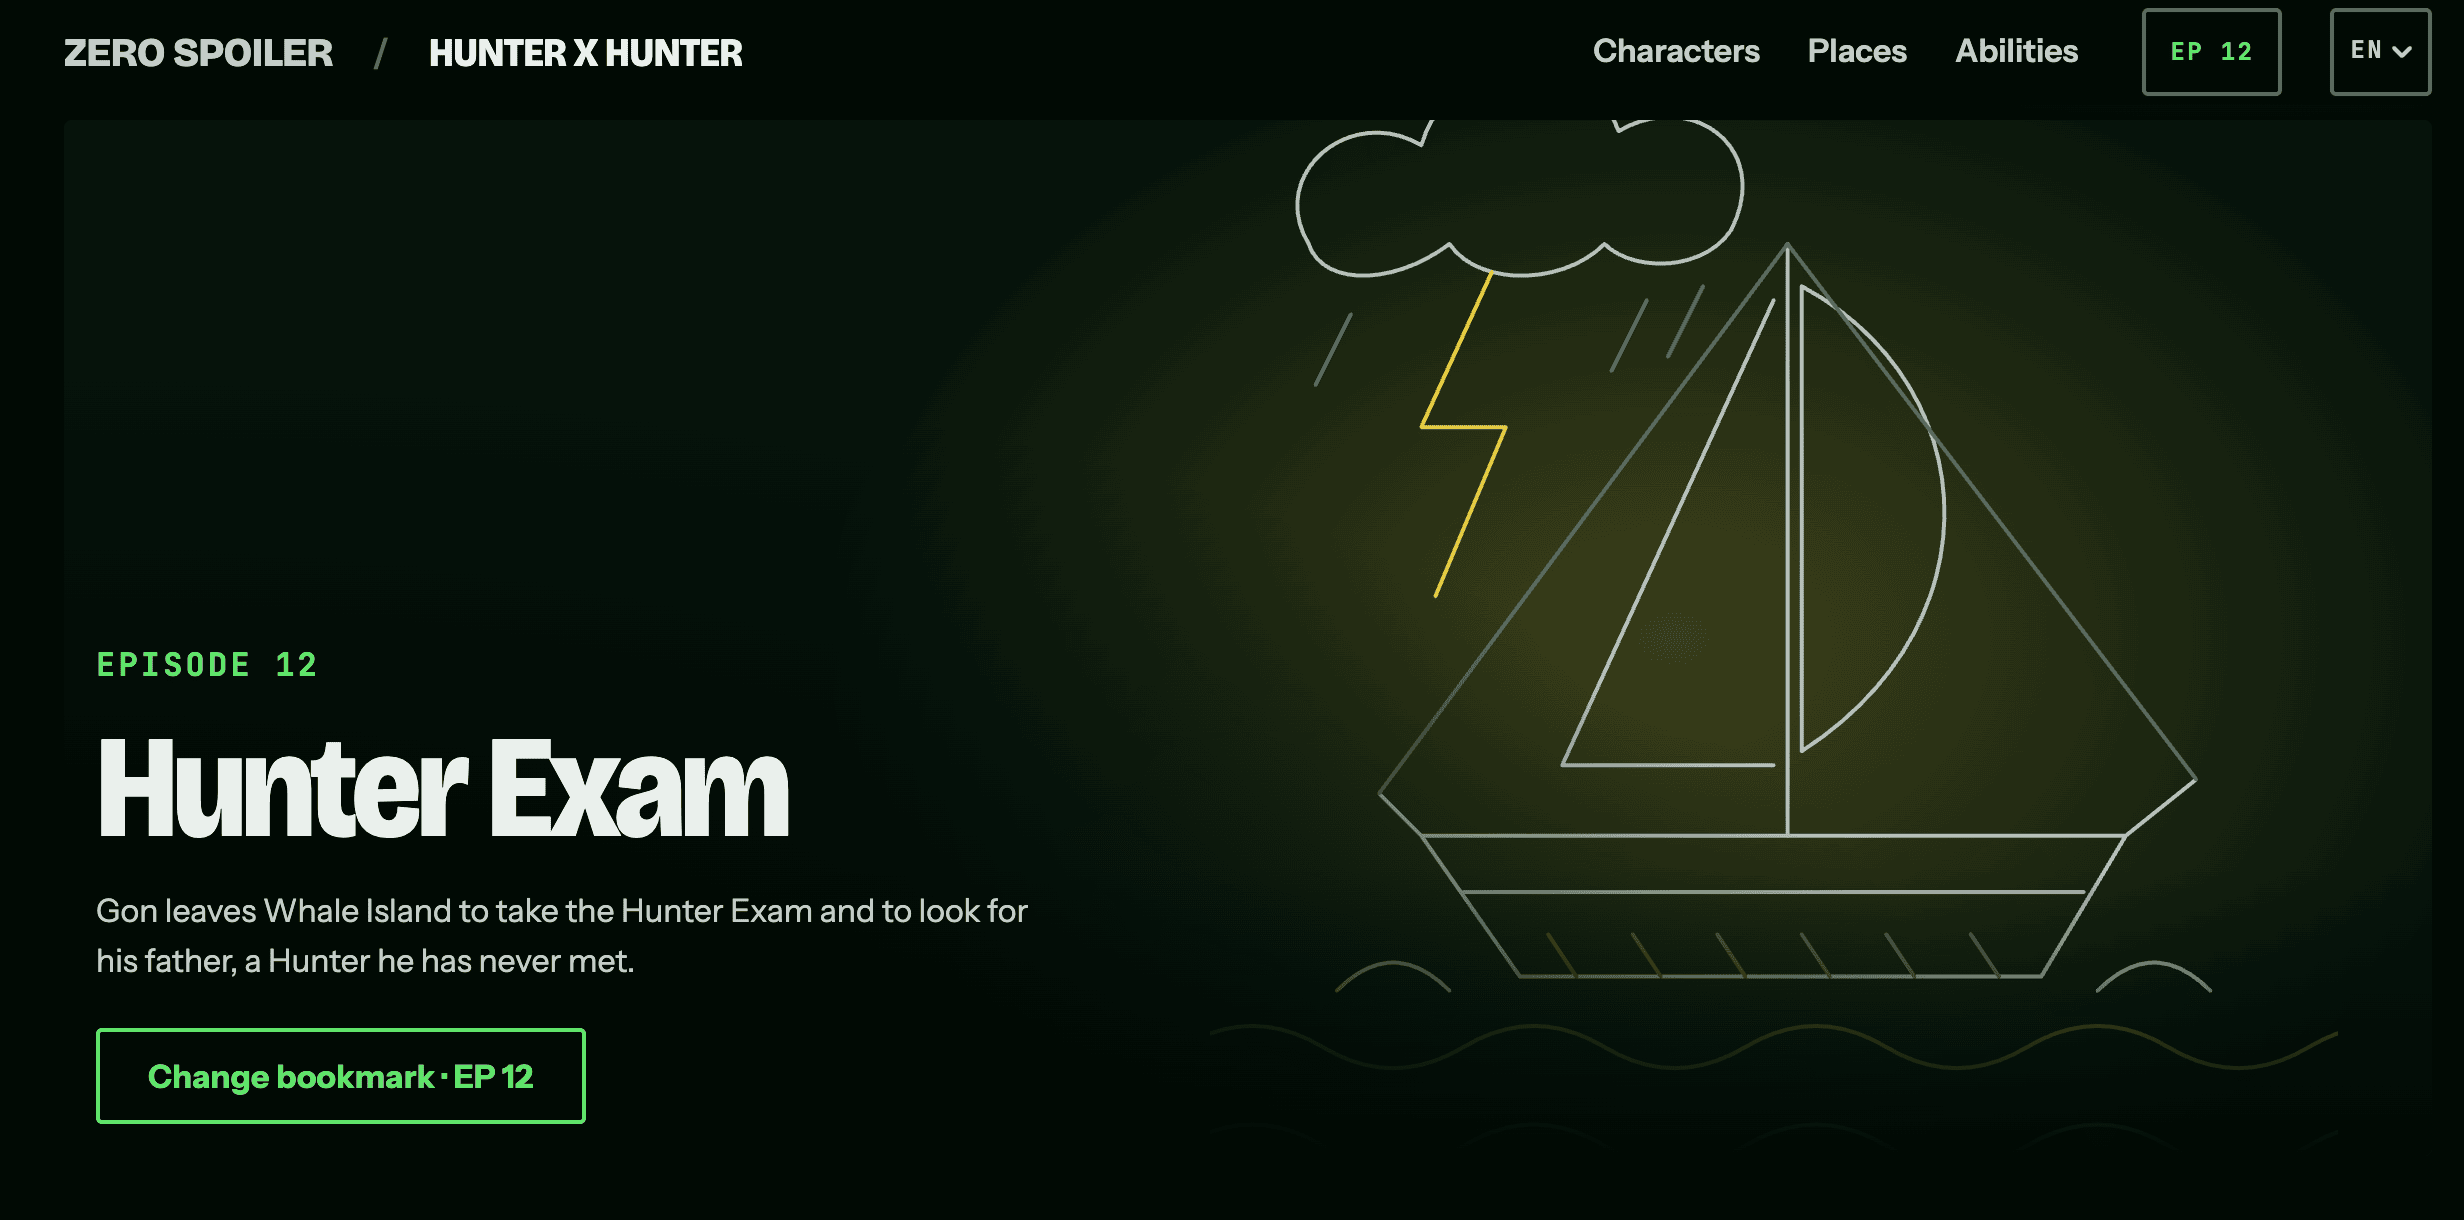 ZERO SPOILER / HUNTER X HUNTER
Characters Places Abilities EP 12 EN
EPISODE 12
Hunter Exam
Gon leaves Whale Island to take the Hunter Exam and to look for
his father, a Hunter he has never met.
Change bookmark · EP 12